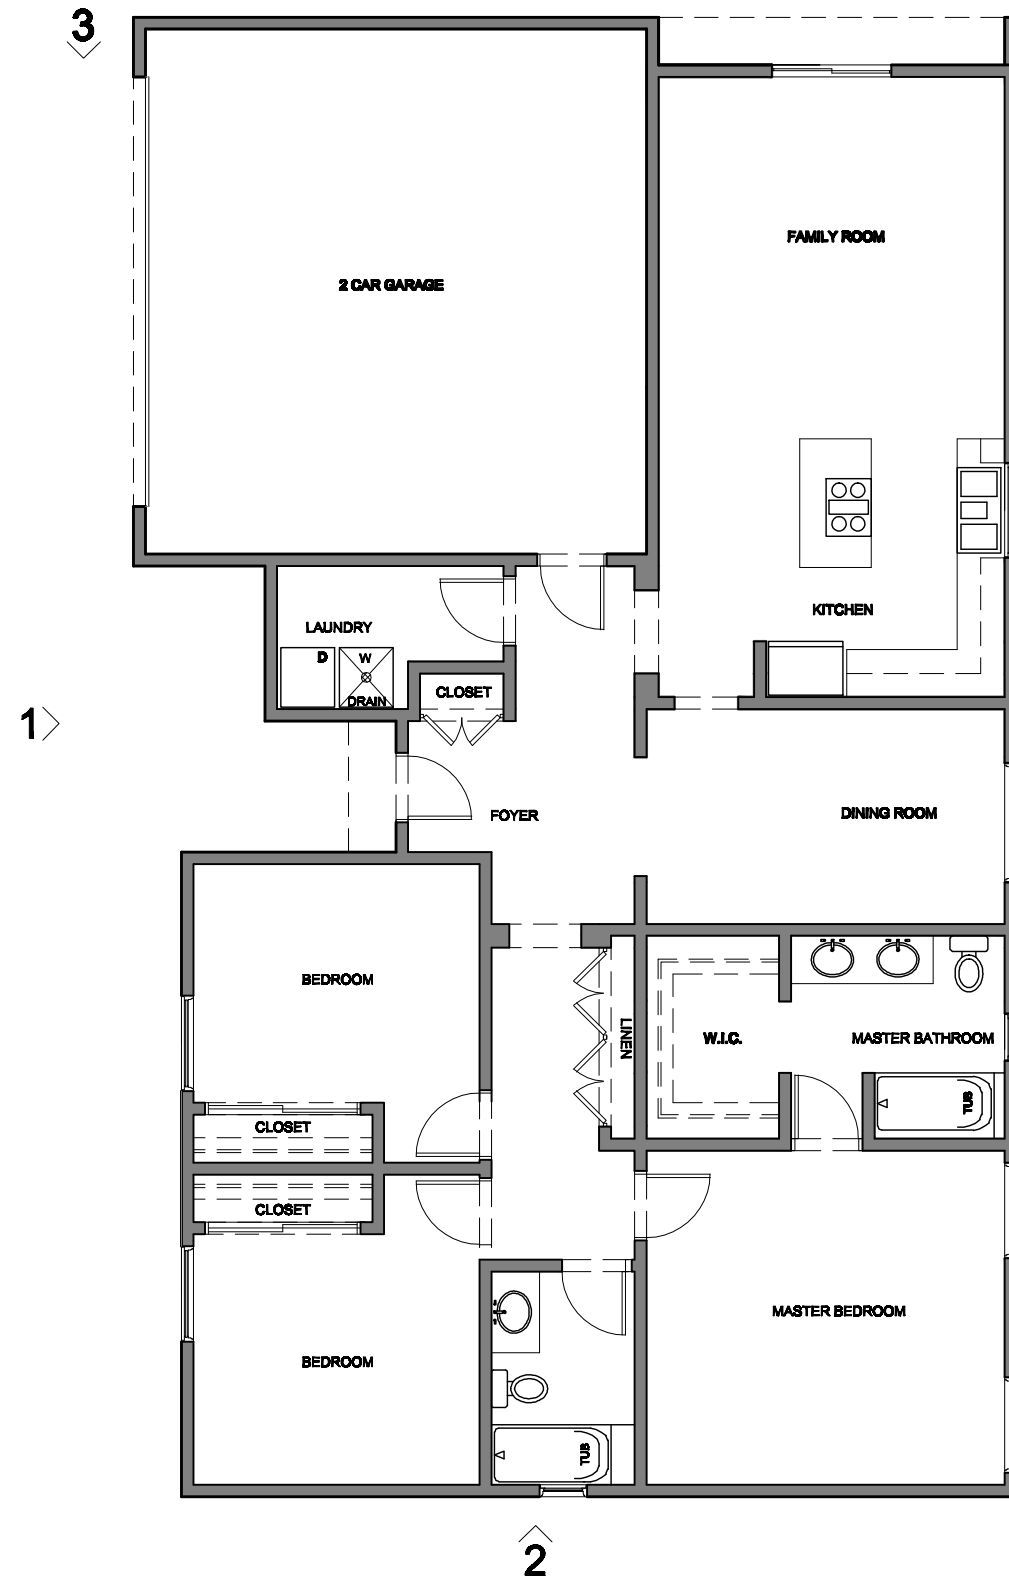 3
FAMILY ROOM
2 CAR GARAGE
KITCHEN
LAUNDRY
D
W
DRAIN
CLOSET
1
FOYER
DINING ROOM
BEDROOM
LINEN
W.I.C.
MASTER BATHROOM
TUB
CLOSET
CLOSET
MASTER BEDROOM
BEDROOM
TUB
2